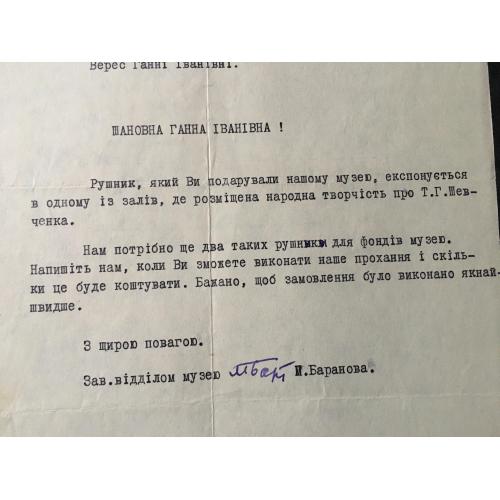 Верес Ганні Іванівні.
ШАНОВНА ГАННА ІВАНІВНА !
Рушник, який Ви подарували нашому музею, експонується
в одному із залів, де розміщена народна творчість про Т.Г.Шев-
ченка.
Нам потрібно ще два таких рушники для фондів музею.
Напишіть нам, коли Ви зможете виконати наше прохання і скіль-
ки це буде коштувати. Бажано, щоб замовлення було виконано якнай-
швидше.
З щирою повагою.
Зав.відділом музею М.Баранова.